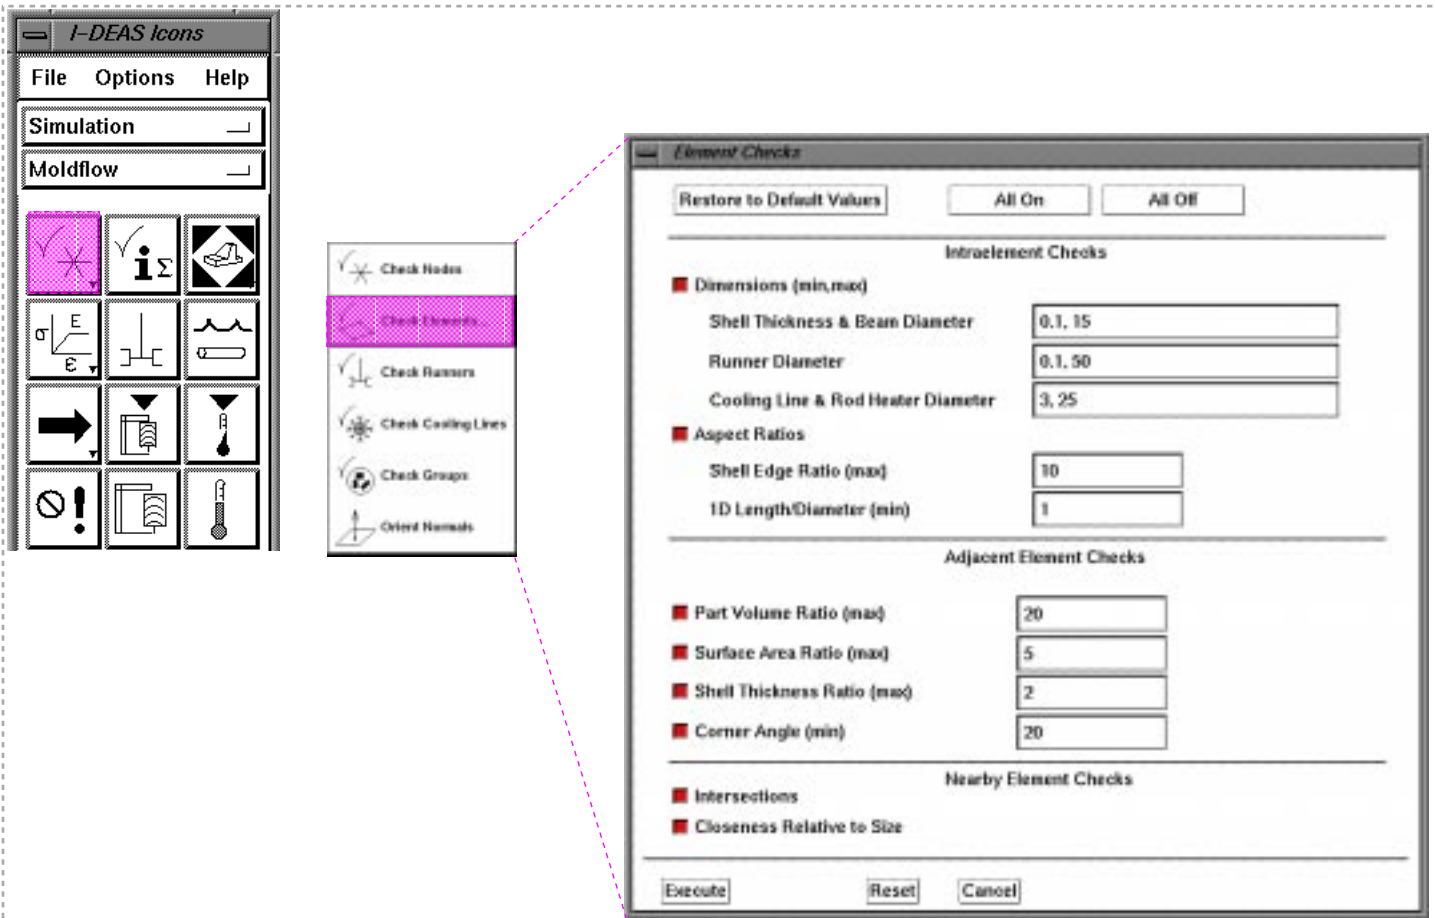 I-DEAS Icons
File Options Help
Simulation
Moldflow
i Σ
σ E ε
Check Nodes
Check Elements...
Check Runners
Check Cooling Lines
Check Groups
Orient Normals
Element Checks
Restore to Default Values All On All Off
Intraelement Checks
Dimensions (min,max)
Shell Thickness & Beam Diameter 0.1, 15
Runner Diameter 0.1, 50
Cooling Line & Rod Heater Diameter 3, 25
Aspect Ratios
Shell Edge Ratio (max) 10
1D Length/Diameter (min) 1
Adjacent Element Checks
Part Volume Ratio (max) 20
Surface Area Ratio (max) 5
Shell Thickness Ratio (max) 2
Corner Angle (min) 20
Nearby Element Checks
Intersections
Closeness Relative to Size
Execute Reset Cancel